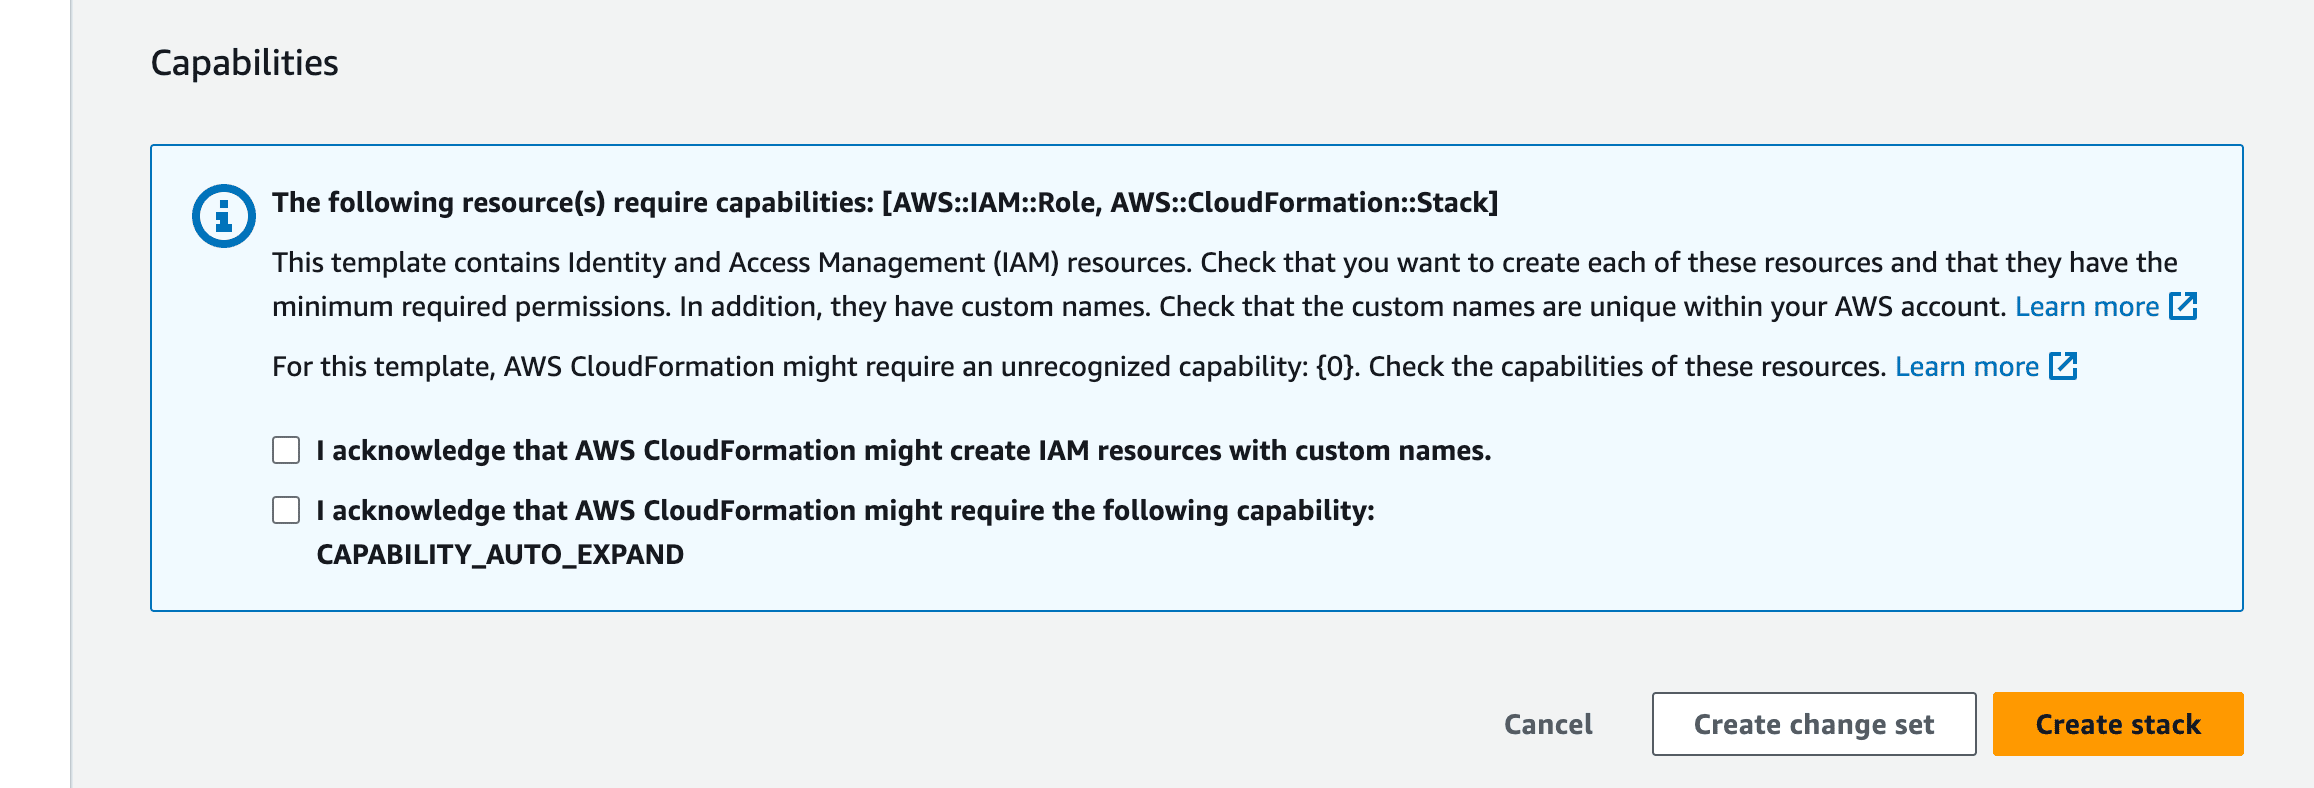 Capabilities
The following resource(s) require capabilities: [AWS::IAM::Role, AWS::CloudFormation::Stack]
This template contains Identity and Access Management (IAM) resources. Check that you want to create each of these resources and that they have the
minimum required permissions. In addition, they have custom names. Check that the custom names are unique within your AWS account. Learn more
For this template, AWS CloudFormation might require an unrecognized capability: {0}. Check the capabilities of these resources. Learn more
I acknowledge that AWS CloudFormation might create IAM resources with custom names.
I acknowledge that AWS CloudFormation might require the following capability:
CAPABILITY_AUTO_EXPAND
Cancel Create change set Create stack